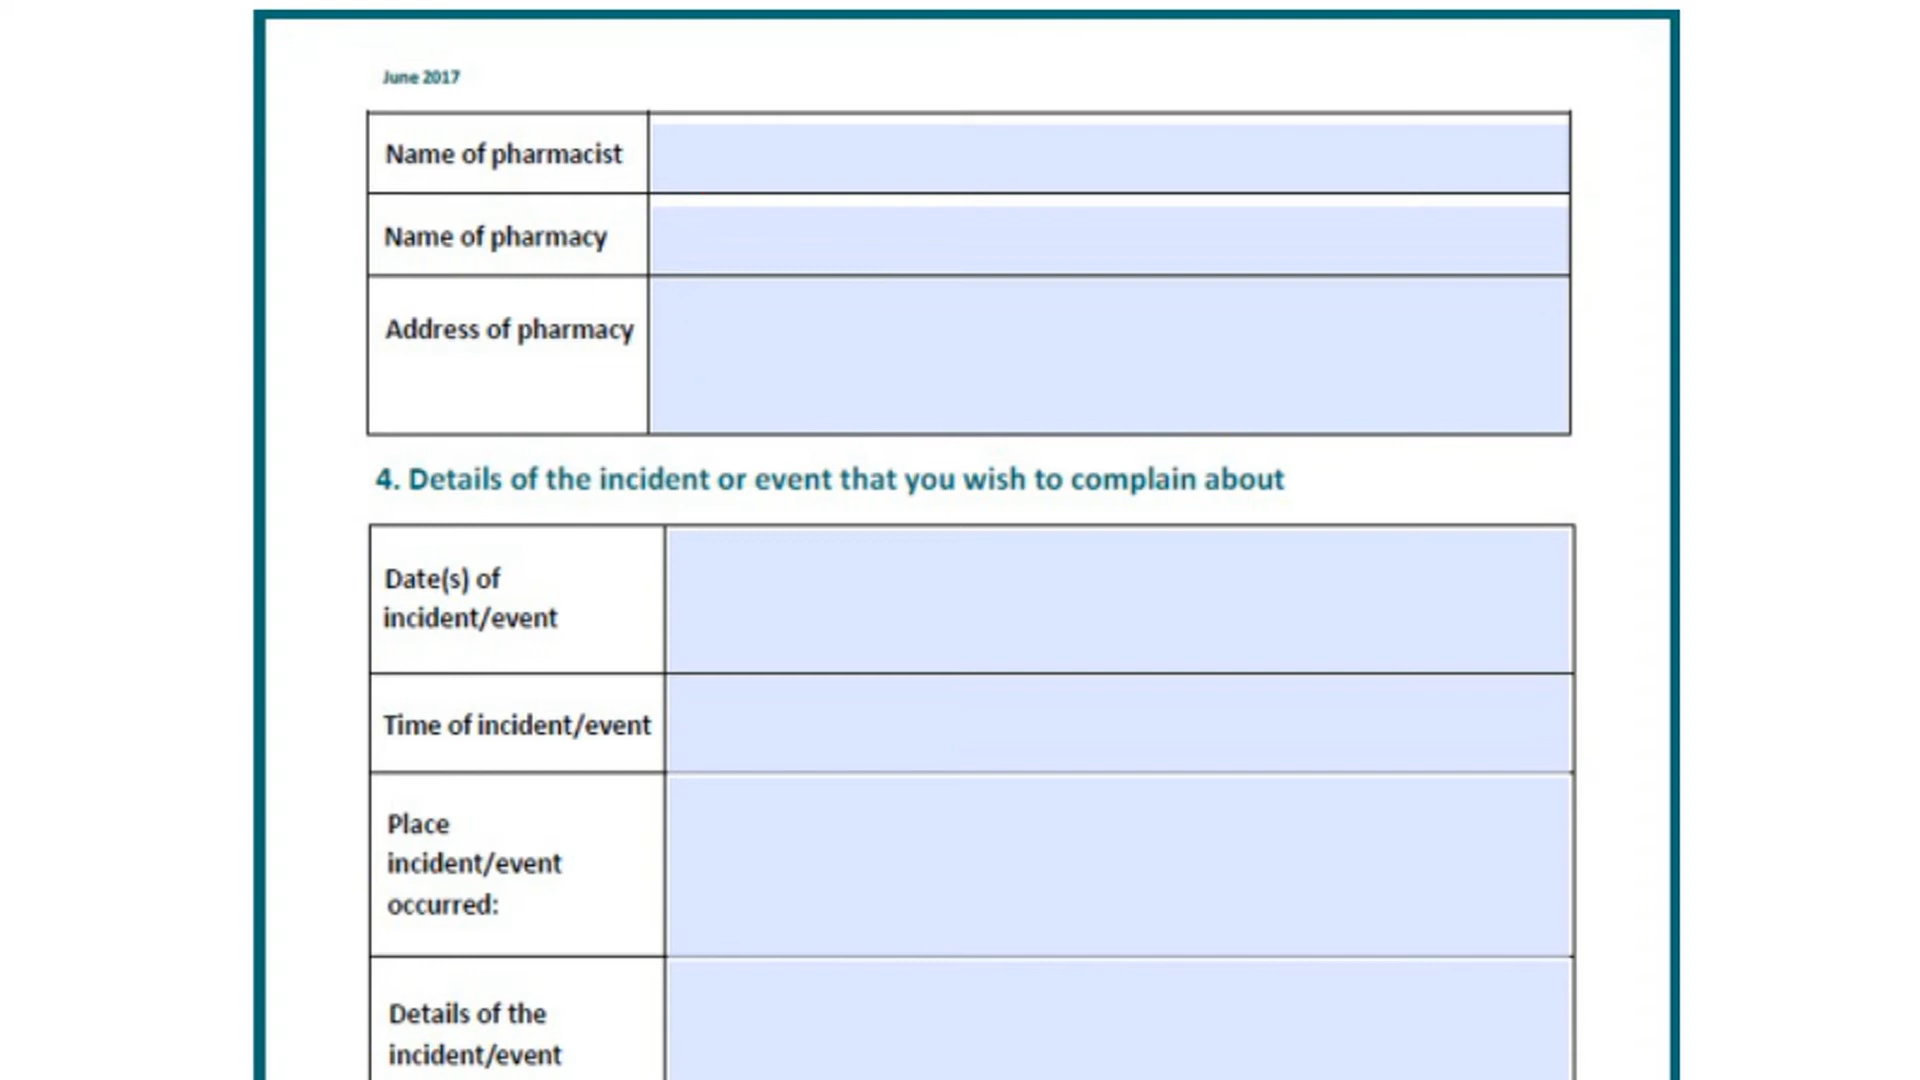 June 2017
Name of pharmacist
Name of pharmacy
Address of pharmacy
4. Details of the incident or event that you wish to complain about
Date(s) of
incident/event
Time of incident/event
Place
incident/event
occurred:
Details of the
incident/event